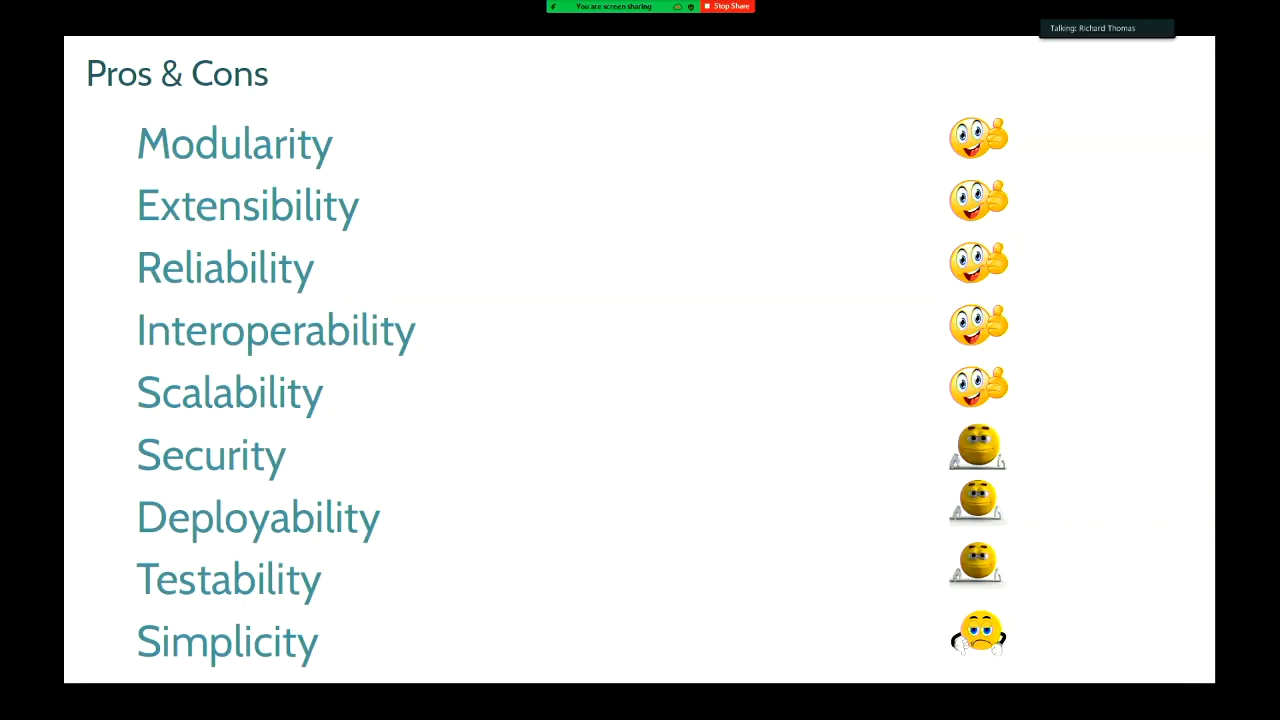 You are screen sharing
Stop Share
Talking: Richard Thomas
Pros & Cons
Modularity
Extensibility
Reliability
Interoperability
Scalability
Security
Deployability
Testability
Simplicity